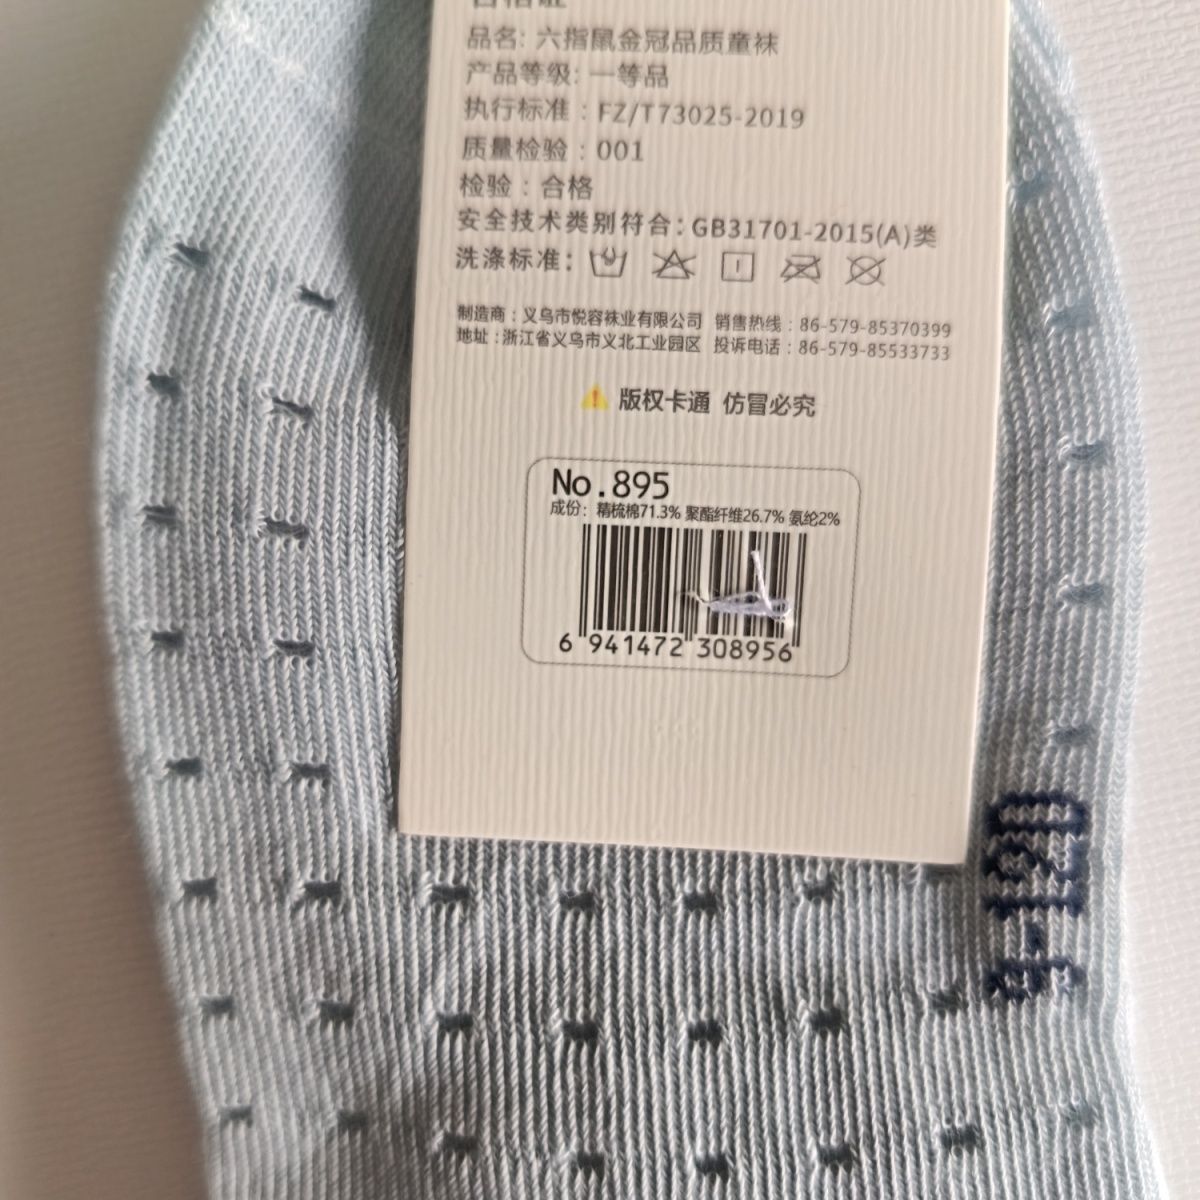 合格证
品名: 六指鼠金冠品质童袜
产品等级: 一等品
执行标准：FZ/T73025-2019
质量检验：001
检验：合格
安全技术类别符合：GB31701-2015(A)类
洗涤标准：
制造商：义乌市悦容袜业有限公司 销售热线：86-579-85370399
地址：浙江省义乌市义北工业园区 投诉电话：86-579-85533733
版权卡通 仿冒必究
No.895
成份：精梳棉71.3% 聚酯纤维26.7% 氨纶2%
6 941472 308956
9-12D